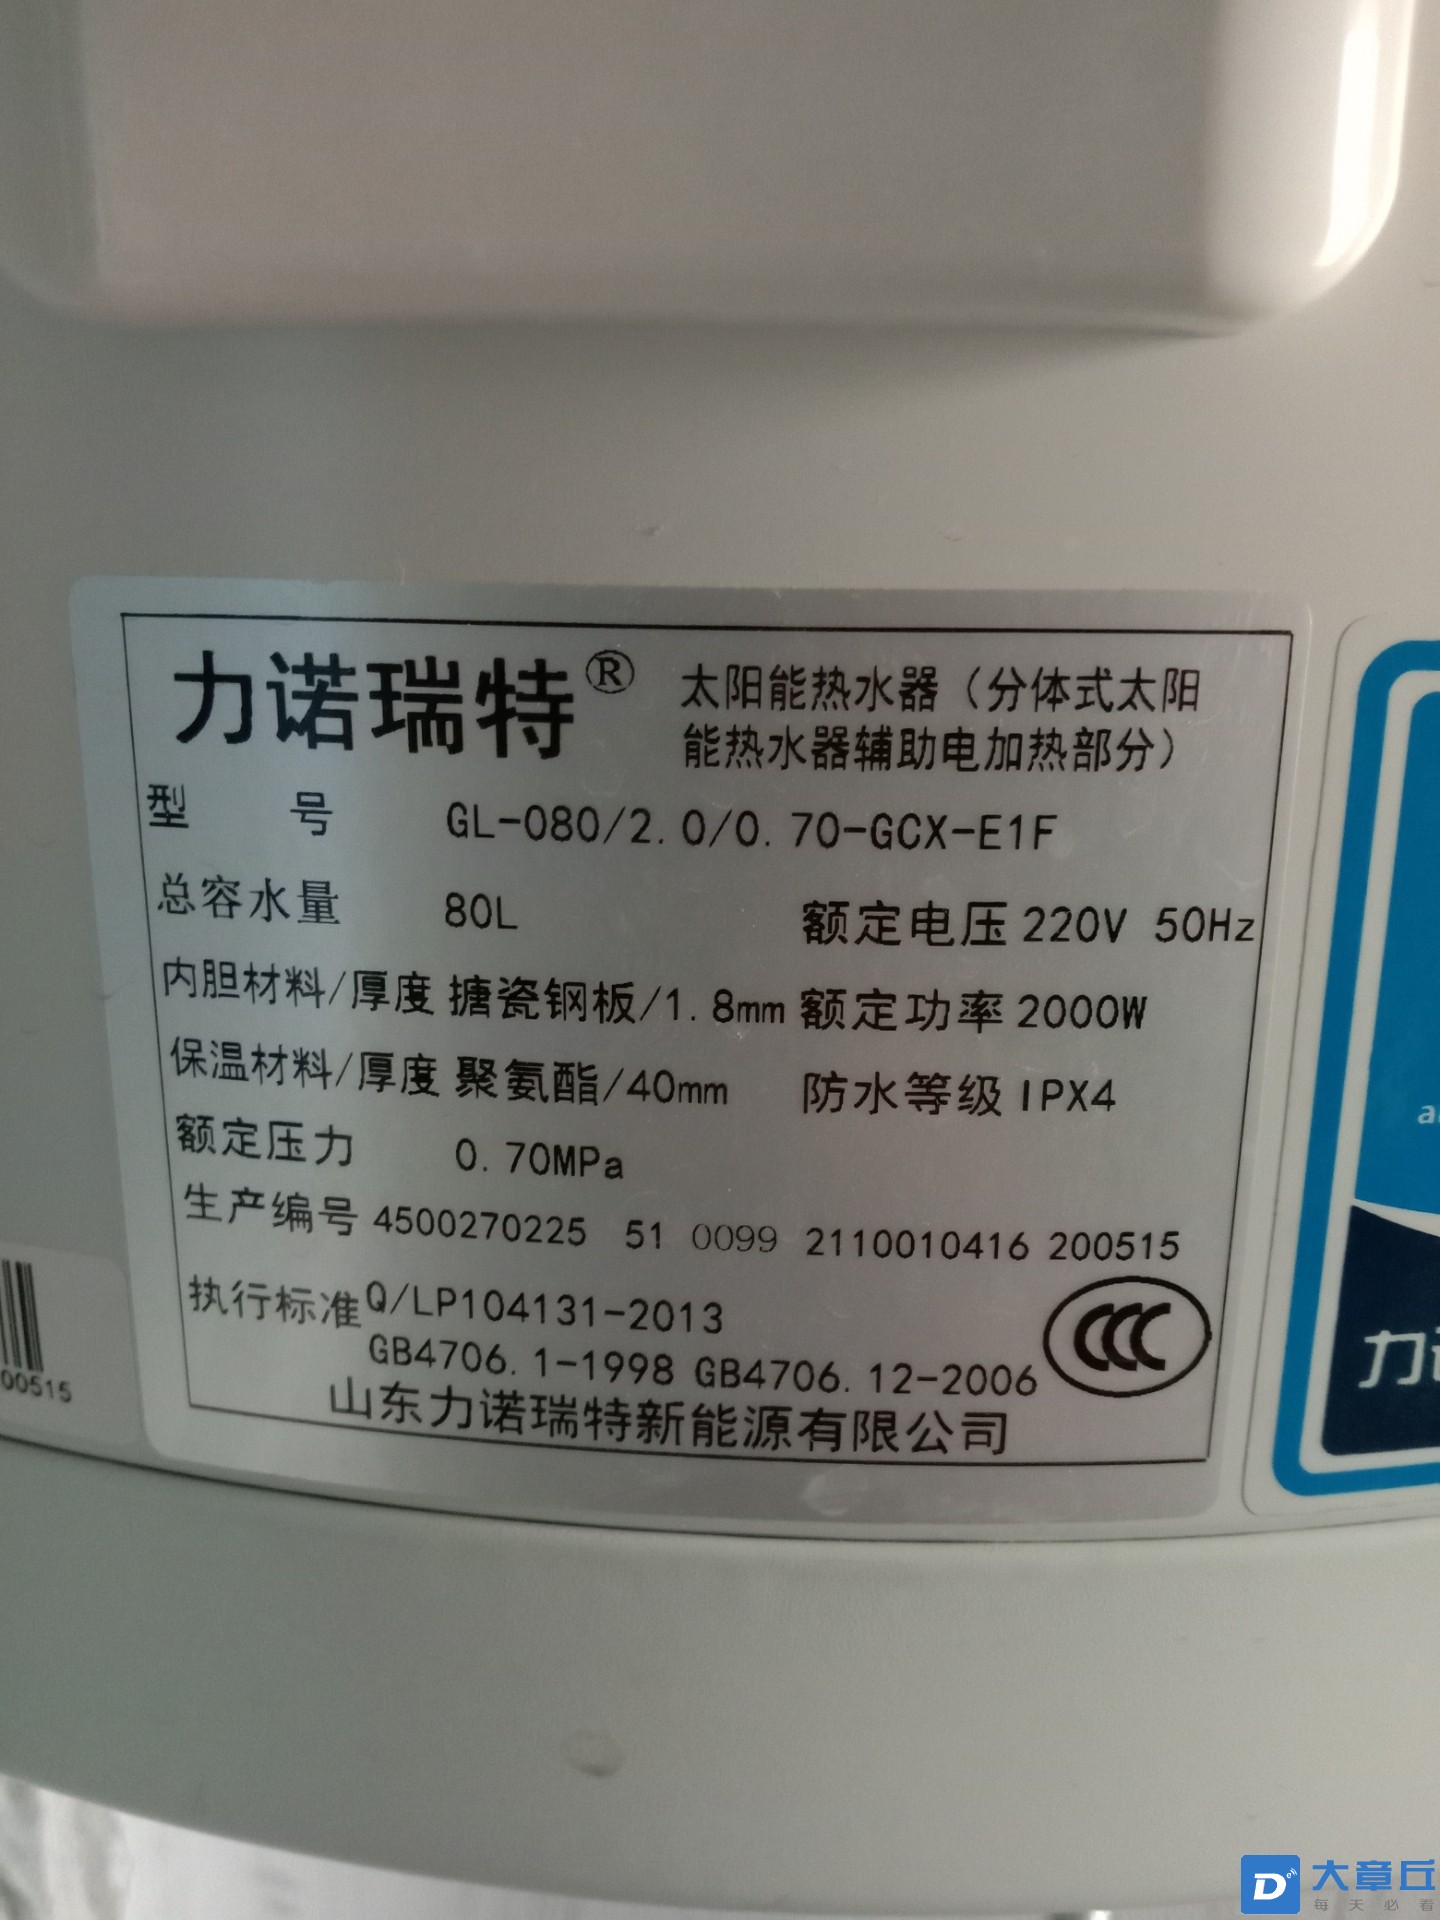 力诺瑞特® 太阳能热水器（分体式太阳
能热水器辅助电加热部分）
型 号 GL-080/2.0/0.70-GCX-E1F
总容水量 80L 额定电压 220V 50Hz
内胆材料/厚度 搪瓷钢板/1.8mm 额定功率 2000W
保温材料/厚度 聚氨酯/40mm 防水等级 IPX4
额定压力 0.70MPa
生产编号 4500270225 51 0099 2110010416 200515
执行标准 Q/LP104131-2013
GB4706.1-1998 GB4706.12-2006
山东力诺瑞特新能源有限公司
00515
力
大章丘
每天必看